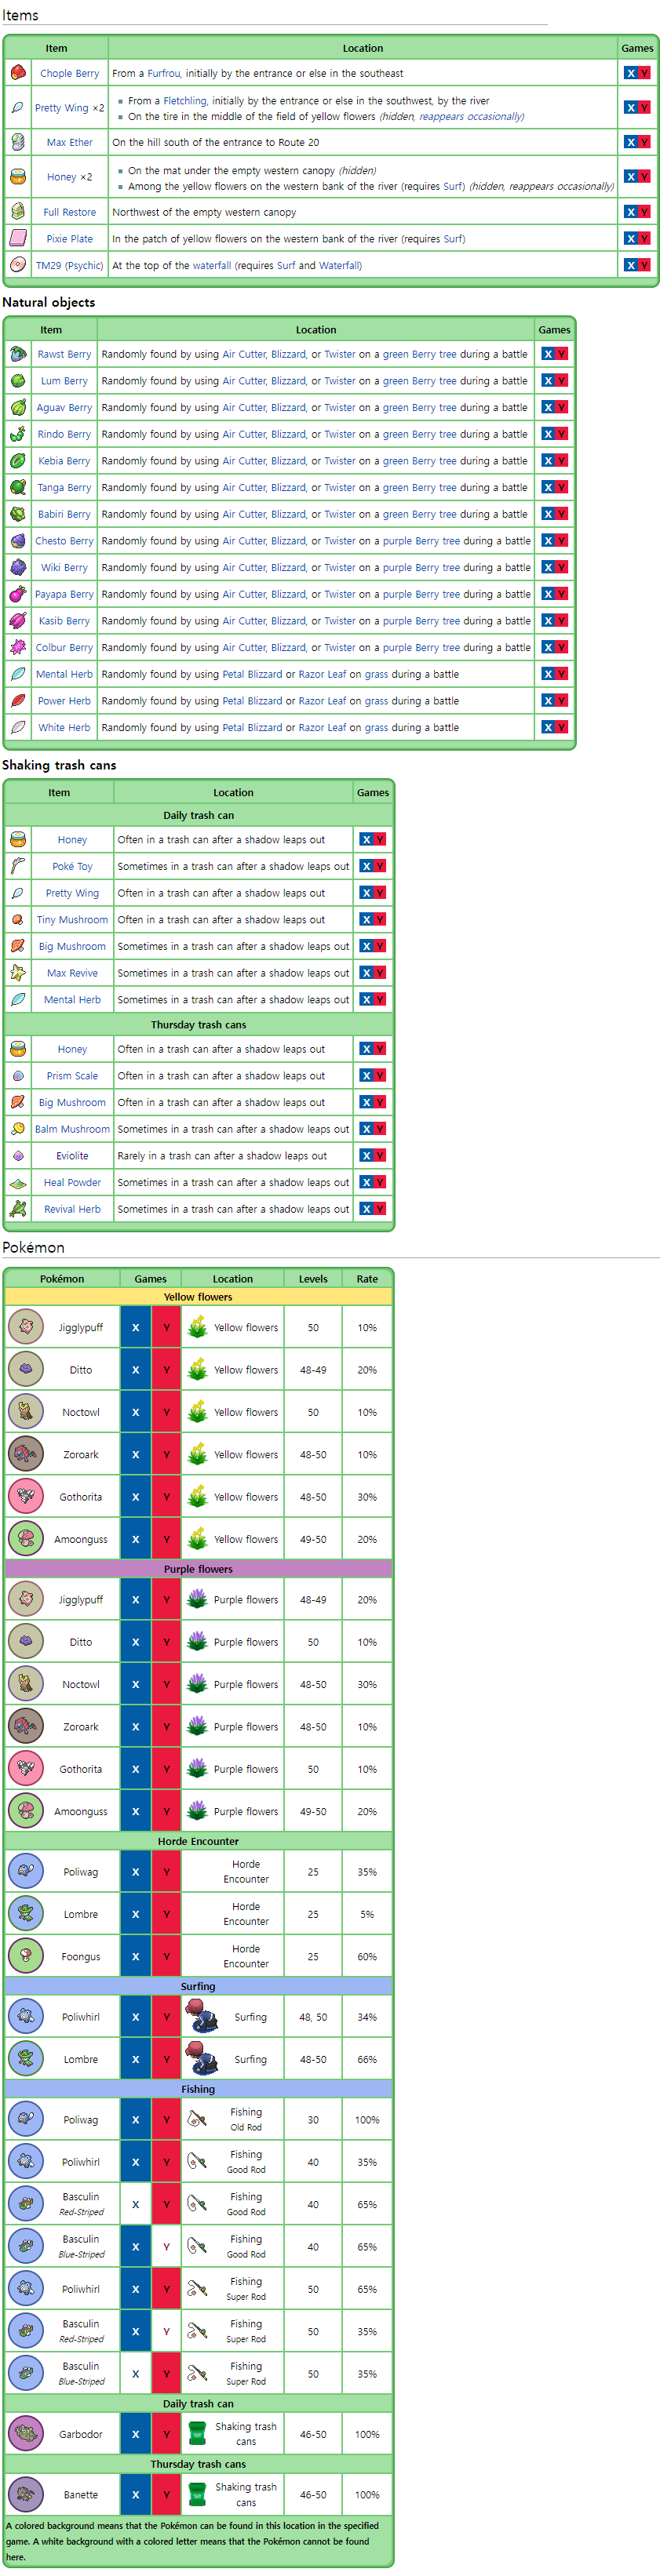 Items
Item Location Games
Chople Berry From a Furfrou, initially by the entrance or else in the southeast X Y
Pretty Wing ×2 From a Fletchling, initially by the entrance or else in the southwest, by the river X Y
On the tire in the middle of the field of yellow flowers (hidden, reappears occasionally)
Max Ether On the hill south of the entrance to Route 20 X Y
Honey ×2 On the mat under the empty western canopy (hidden) X Y
Among the yellow flowers on the western bank of the river (requires Surf) (hidden, reappears occasionally)
Full Restore Northwest of the empty western canopy X Y
Pixie Plate In the patch of yellow flowers on the western bank of the river (requires Surf) X Y
TM29 (Psychic) At the top of the waterfall (requires Surf and Waterfall) X Y
Natural objects
Item Location Games
Rawst Berry Randomly found by using Air Cutter, Blizzard, or Twister on a green Berry tree during a battle X Y
Lum Berry Randomly found by using Air Cutter, Blizzard, or Twister on a green Berry tree during a battle X Y
Aguav Berry Randomly found by using Air Cutter, Blizzard, or Twister on a green Berry tree during a battle X Y
Rindo Berry Randomly found by using Air Cutter, Blizzard, or Twister on a green Berry tree during a battle X Y
Kebia Berry Randomly found by using Air Cutter, Blizzard, or Twister on a green Berry tree during a battle X Y
Tanga Berry Randomly found by using Air Cutter, Blizzard, or Twister on a green Berry tree during a battle X Y
Babiri Berry Randomly found by using Air Cutter, Blizzard, or Twister on a green Berry tree during a battle X Y
Chesto Berry Randomly found by using Air Cutter, Blizzard, or Twister on a purple Berry tree during a battle X Y
Wiki Berry Randomly found by using Air Cutter, Blizzard, or Twister on a purple Berry tree during a battle X Y
Payapa Berry Randomly found by using Air Cutter, Blizzard, or Twister on a purple Berry tree during a battle X Y
Kasib Berry Randomly found by using Air Cutter, Blizzard, or Twister on a purple Berry tree during a battle X Y
Colbur Berry Randomly found by using Air Cutter, Blizzard, or Twister on a purple Berry tree during a battle X Y
Mental Herb Randomly found by using Petal Blizzard or Razor Leaf on grass during a battle X Y
Power Herb Randomly found by using Petal Blizzard or Razor Leaf on grass during a battle X Y
White Herb Randomly found by using Petal Blizzard or Razor Leaf on grass during a battle X Y
Shaking trash cans
Item Location Games
Daily trash can
Honey Often in a trash can after a shadow leaps out X Y
Poké Toy Sometimes in a trash can after a shadow leaps out X Y
Pretty Wing Often in a trash can after a shadow leaps out X Y
Tiny Mushroom Often in a trash can after a shadow leaps out X Y
Big Mushroom Sometimes in a trash can after a shadow leaps out X Y
Max Revive Sometimes in a trash can after a shadow leaps out X Y
Mental Herb Sometimes in a trash can after a shadow leaps out X Y
Thursday trash cans
Honey Often in a trash can after a shadow leaps out X Y
Prism Scale Often in a trash can after a shadow leaps out X Y
Big Mushroom Often in a trash can after a shadow leaps out X Y
Balm Mushroom Sometimes in a trash can after a shadow leaps out X Y
Eviolite Rarely in a trash can after a shadow leaps out X Y
Heal Powder Sometimes in a trash can after a shadow leaps out X Y
Revival Herb Sometimes in a trash can after a shadow leaps out X Y
Pokémon
Pokémon Games Location Levels Rate
Yellow flowers
Jigglypuff X Y Yellow flowers 50 10%
Ditto X Y Yellow flowers 48-49 20%
Noctowl X Y Yellow flowers 50 10%
Zoroark X Y Yellow flowers 48-50 10%
Gothorita X Y Yellow flowers 48-50 30%
Amoonguss X Y Yellow flowers 49-50 20%
Purple flowers
Jigglypuff X Y Purple flowers 48-49 20%
Ditto X Y Purple flowers 50 10%
Noctowl X Y Purple flowers 48-50 30%
Zoroark X Y Purple flowers 48-50 10%
Gothorita X Y Purple flowers 50 10%
Amoonguss X Y Purple flowers 49-50 20%
Horde Encounter
Poliwag X Y Horde Encounter 25 35%
Lombre X Y Horde Encounter 25 5%
Foongus X Y Horde Encounter 25 60%
Surfing
Poliwhirl X Y Surfing 48, 50 34%
Lombre X Y Surfing 48-50 66%
Fishing
Poliwag X Y Fishing Old Rod 30 100%
Poliwhirl X Y Fishing Good Rod 40 35%
Basculin Red-Striped X Y Fishing Good Rod 40 65%
Basculin Blue-Striped X Y Fishing Good Rod 40 65%
Poliwhirl X Y Fishing Super Rod 50 65%
Basculin Red-Striped X Y Fishing Super Rod 50 35%
Basculin Blue-Striped X Y Fishing Super Rod 50 35%
Daily trash can
Garbodor X Y Shaking trash cans 46-50 100%
Thursday trash cans
Banette X Y Shaking trash cans 46-50 100%
A colored background means that the Pokémon can be found in this location in the specified
game. A white background with a colored letter means that the Pokémon cannot be found
here.